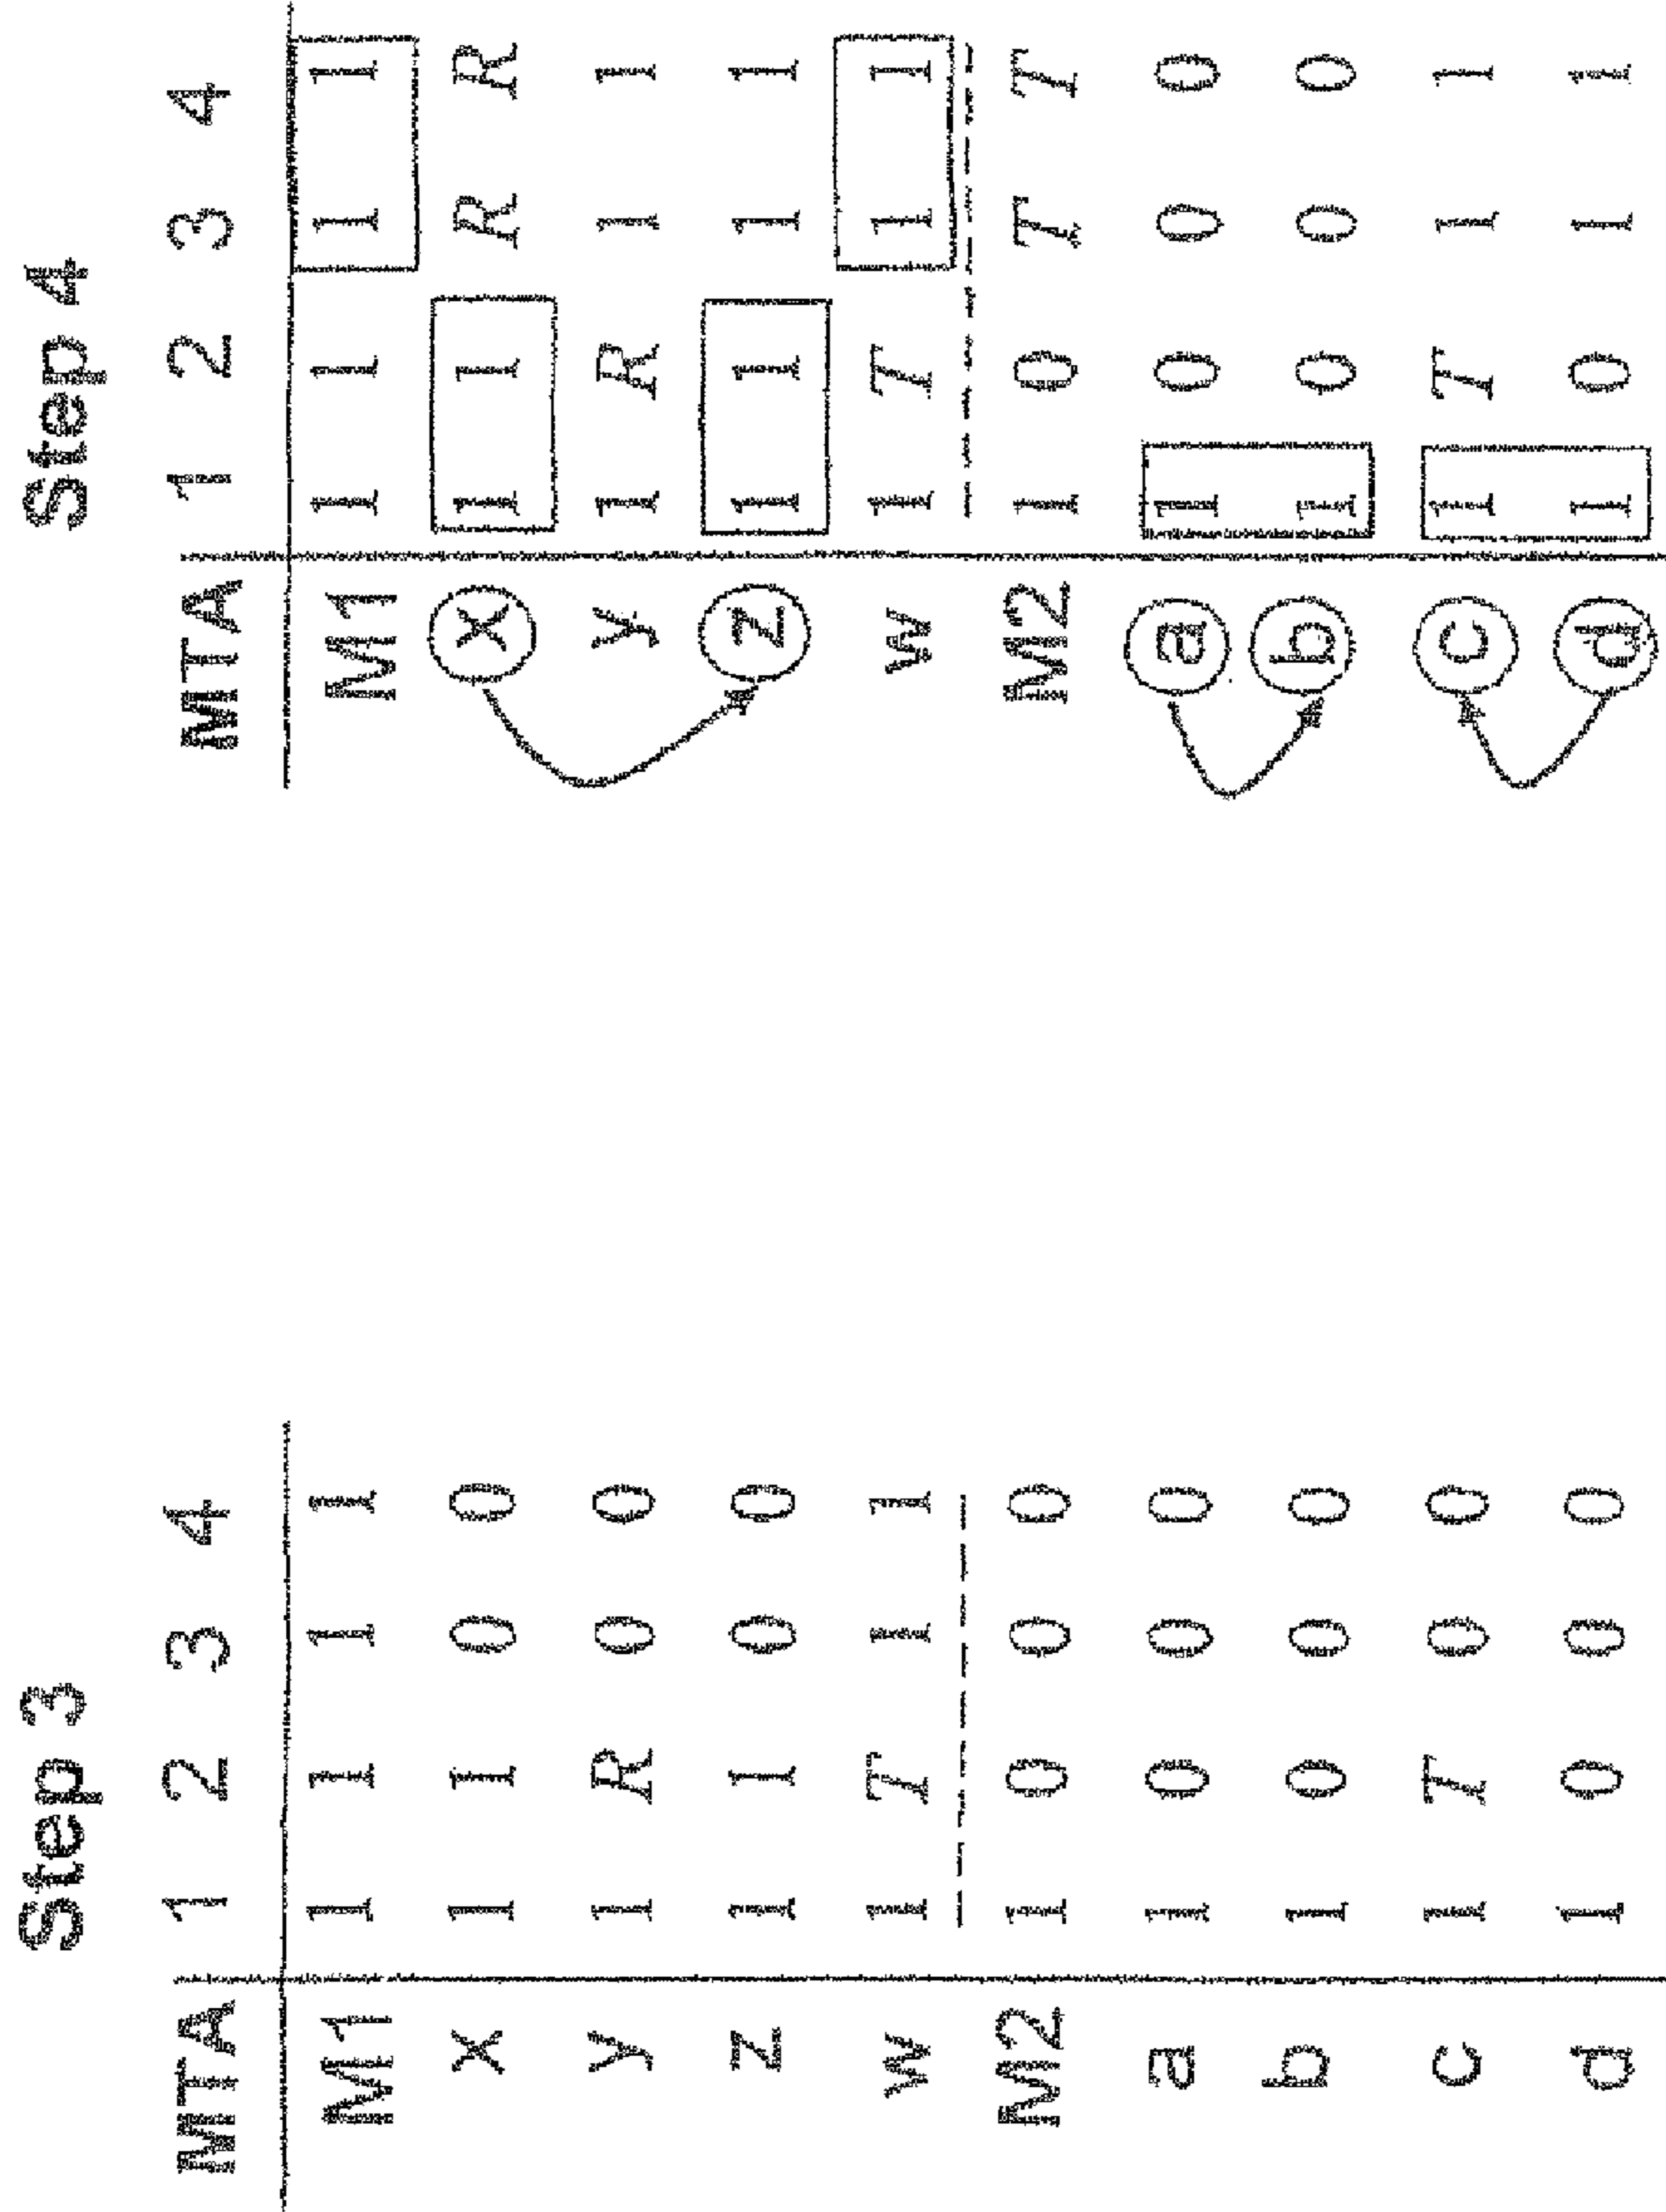 Step 3
MTA 1 2 3 4
M1 1 1 1 1
x 1 1 0 0
y 1 R 0 0
z 1 1 0 0
w 1 T 1 1
M2 1 0 0 0
a 1 0 0 0
b 1 0 0 0
c 1 T 0 0
d 1 0 0 0
Step 4
MTA 1 2 3 4
M1 1 1 1 1
x 1 1 R R
y 1 R 1 1
z 1 1 1 1
w 1 T 1 1
M2 1 0 T T
a 1 0 0 0
b 1 0 0 0
c 1 T 1 1
d 1 0 1 1